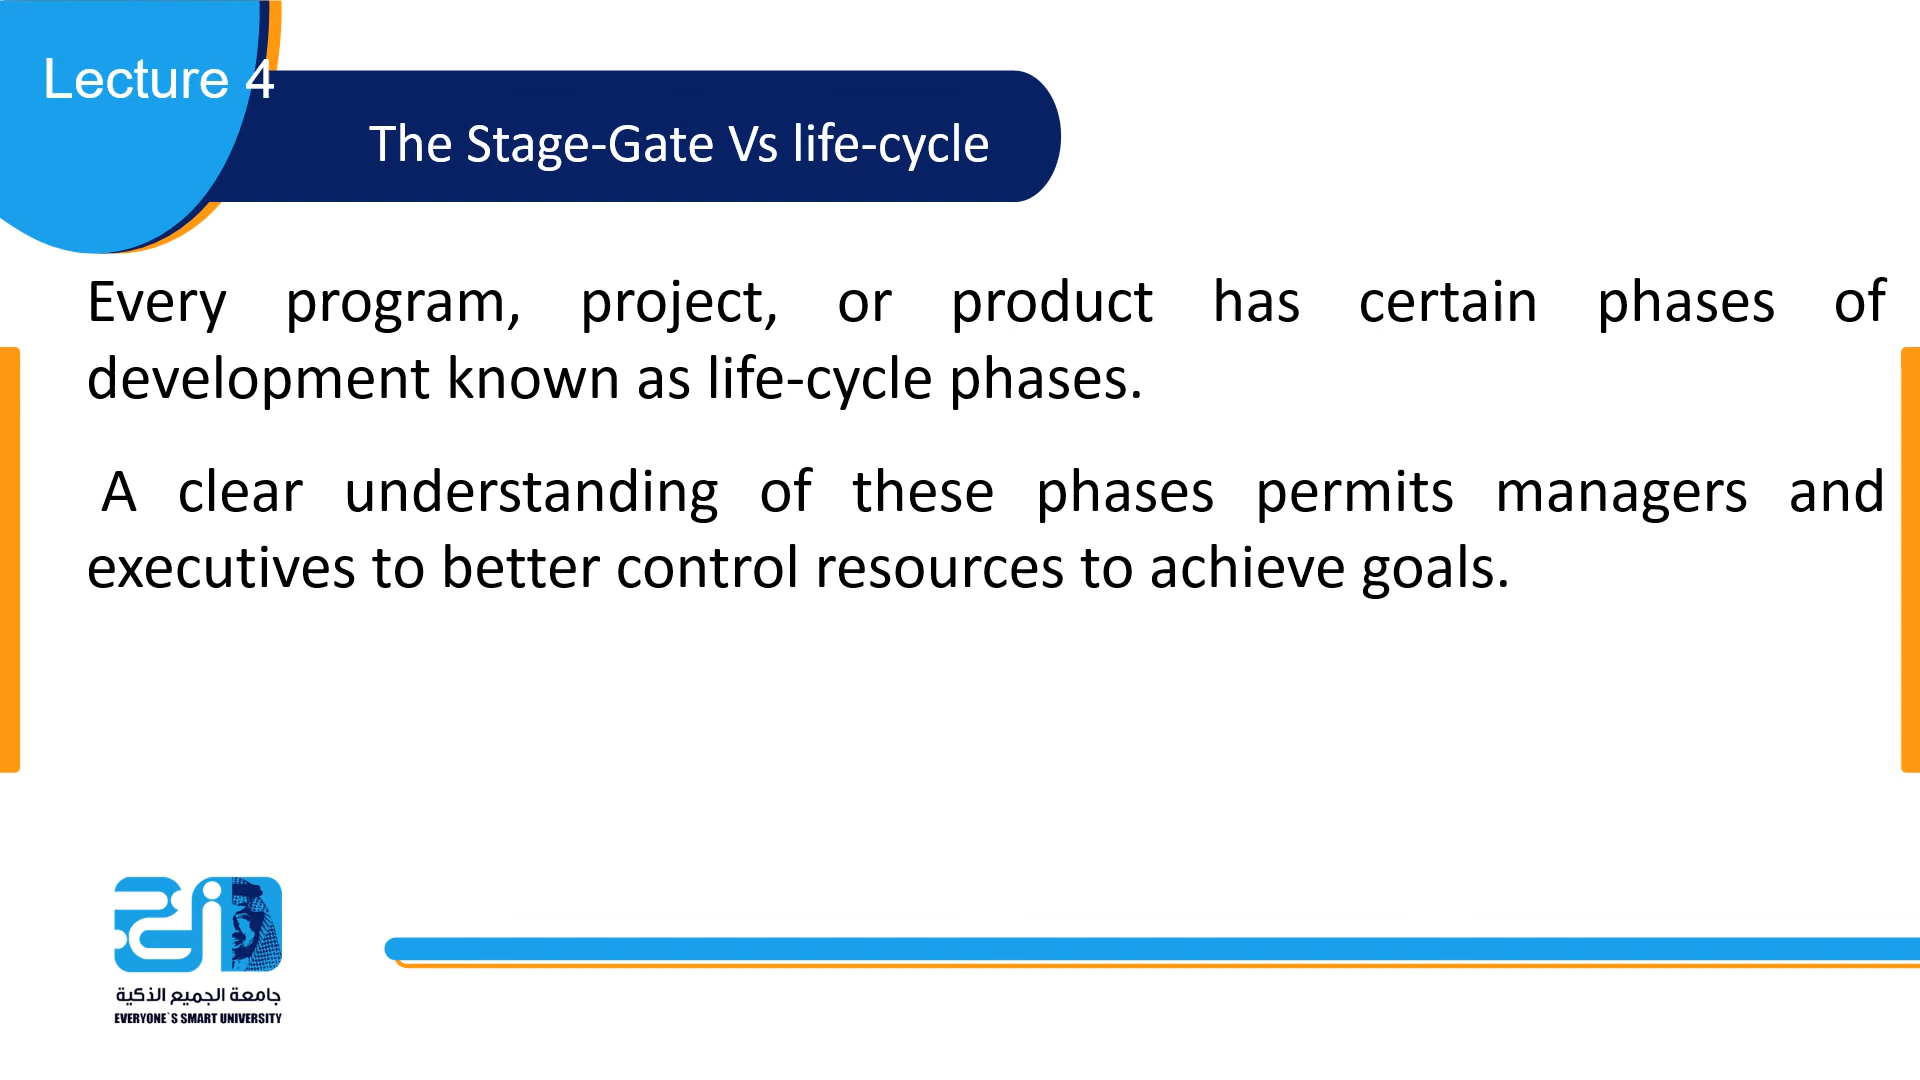 Lecture 4
The Stage-Gate Vs life-cycle
Every program, project, or product has certain phases of
development known as life-cycle phases.
A clear understanding of these phases permits managers and
executives to better control resources to achieve goals.
جامعة الجميع الذكية
EVERYONE`S SMART UNIVERSITY